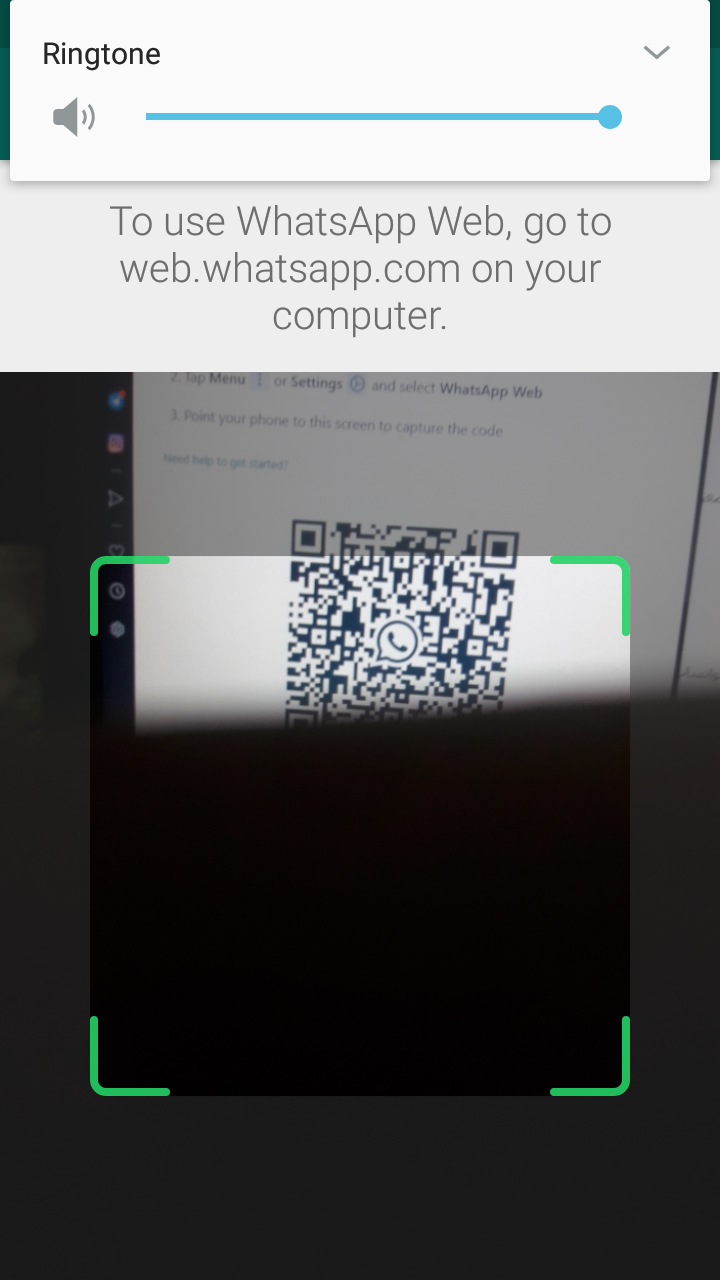 Ringtone
To use WhatsApp Web, go to
web.whatsapp.com on your
computer.
2. Tap Menu or Settings and select WhatsApp Web
3. Point your phone to this screen to capture the code
Need help to get started?